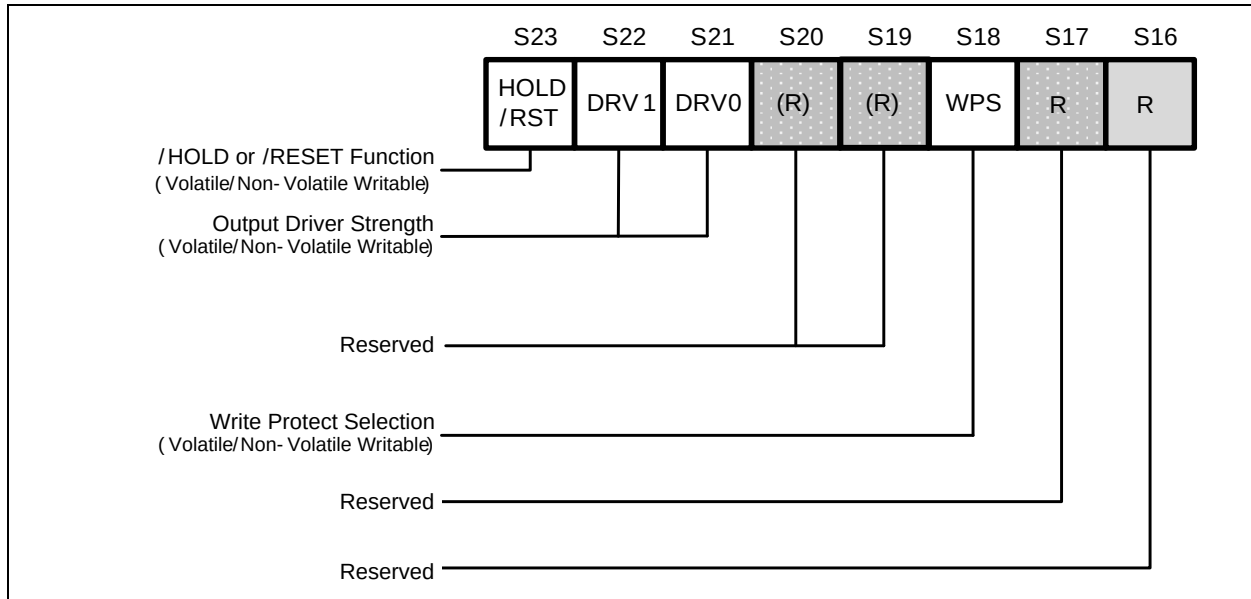 S23 S22 S21 S20 S19 S18 S17 S16
HOLD
/RST
DRV1 DRV0 (R) (R) WPS R R
/HOLD or /RESET Function
(Volatile/Non-Volatile Writable)
Output Driver Strength
(Volatile/Non-Volatile Writable)
Reserved
Write Protect Selection
(Volatile/Non-Volatile Writable)
Reserved
Reserved